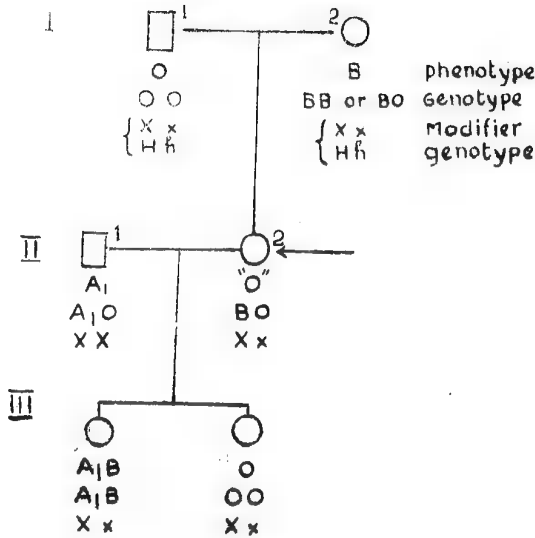 I
1 2
O B phenotype
O O BB or BO Genotype
{ X x { X x Modifier
H h H h genotype
II 1 2
A1 "O"
A1O BO
X X X x
III
A1B O
A1B OO
X x X x